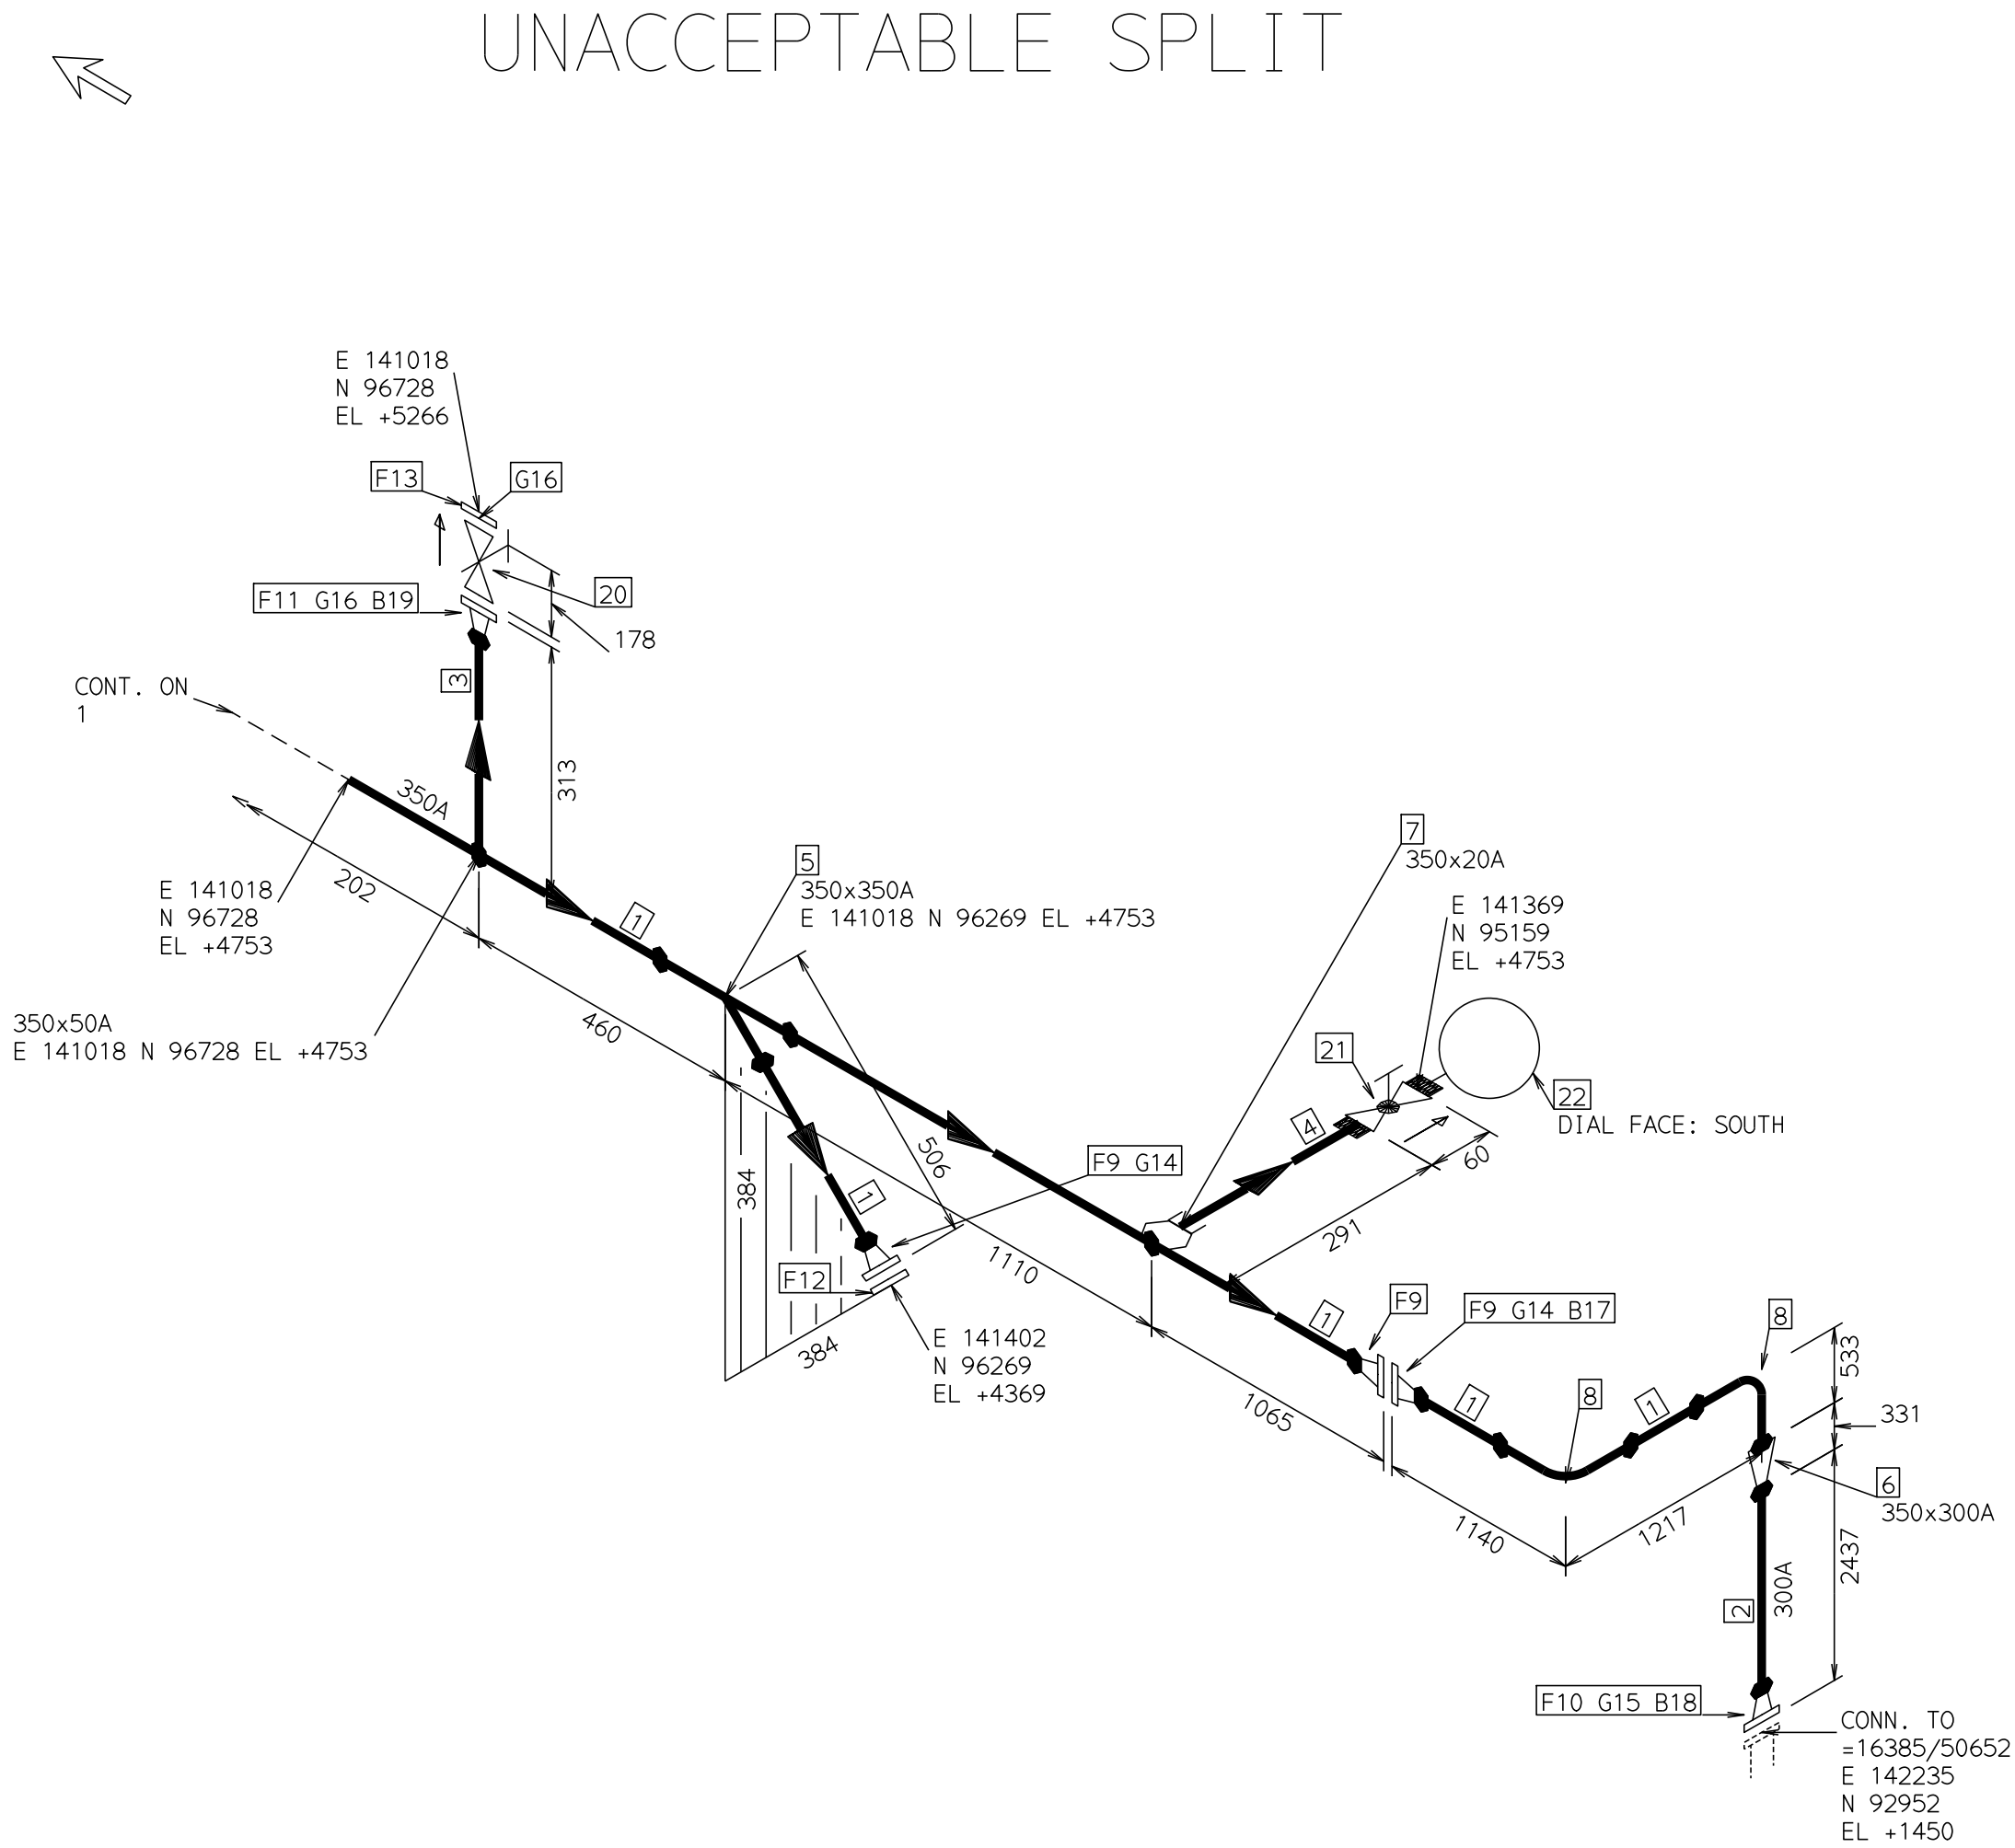 UNACCEPTABLE SPLIT
E 141018
N 96728
EL +5266
F13
G16
F11 G16 B19
20
178
3
CONT. ON
1
313
350A
202
E 141018
N 96728
EL +4753
350x50A
E 141018 N 96728 EL +4753
1
460
5
350x350A
E 141018 N 96269 EL +4753
7
350x20A
E 141369
N 95159
EL +4753
21
22
DIAL FACE: SOUTH
4
60
291
506
384
1
F9 G14
F12
384
E 141402
N 96269
EL +4369
1110
1
F9
F9 G14 B17
1065
1
8
1
8
533
331
6
350x300A
1140
1217
2437
300A
2
F10 G15 B18
CONN. TO
=16385/50652
E 142235
N 92952
EL +1450